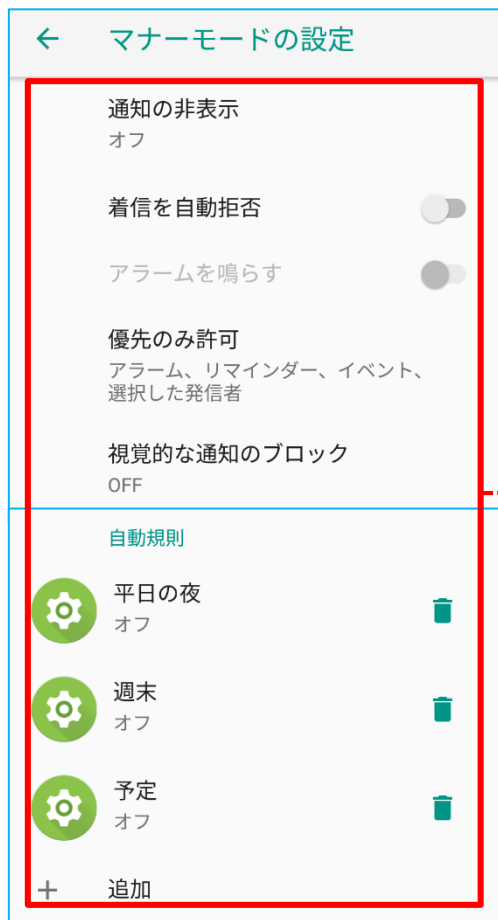 マナーモードの設定
通知の非表示
オフ
着信を自動拒否
アラームを鳴らす
優先のみ許可
アラーム、リマインダー、イベント、
選択した発信者
視覚的な通知のブロック
OFF
自動規則
平日の夜
オフ
週末
オフ
予定
オフ
追加